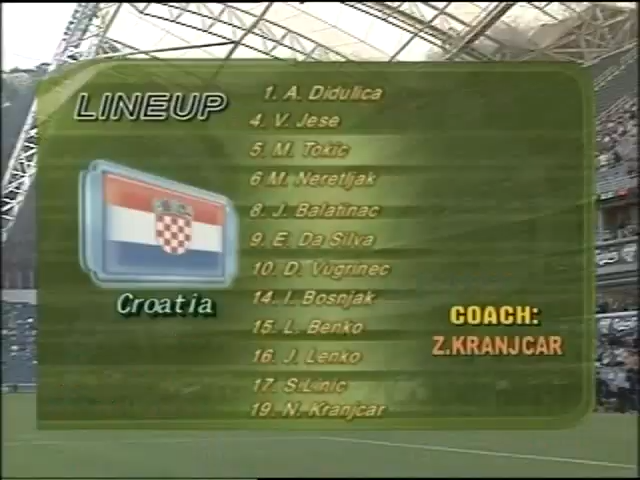 LINEUP
1. A. Didulica
4. V. Jese
5. M. Tokic
6 M. Neretljak
8. J. Balatinac
9. E. Da Silva
10. D. Vugrinec
14. I. Bosnjak
15. L. Benko
16. J. Lenko
17. S.Linic
19. N. Kranjcar
Croatia
COACH:
Z.KRANJCAR